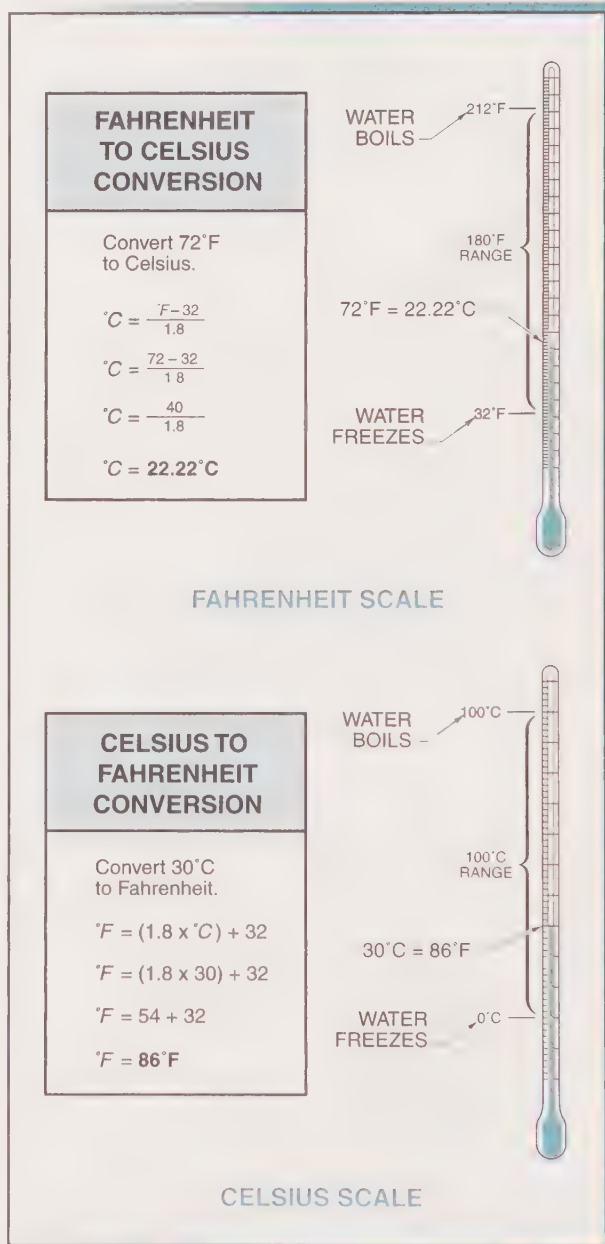 FAHRENHEIT
TO CELSIUS
CONVERSION
Convert 72°F
to Celsius.
°C = °F – 32 / 1.8
°C = 72 – 32 / 1 8
°C = 40 / 1.8
°C = 22.22°C
WATER
BOILS
212°F
180°F
RANGE
72°F = 22.22°C
WATER
FREEZES
32°F
FAHRENHEIT SCALE
CELSIUS TO
FAHRENHEIT
CONVERSION
Convert 30°C
to Fahrenheit.
°F = (1.8 x °C) + 32
°F = (1.8 x 30) + 32
°F = 54 + 32
°F = 86°F
WATER
BOILS
100°C
100°C
RANGE
30°C = 86°F
WATER
FREEZES
0°C
CELSIUS SCALE